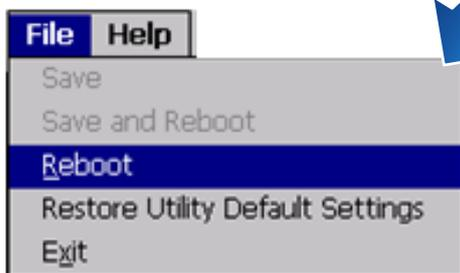 File Help
Save
Save and Reboot
Reboot
Restore Utility Default Settings
Exit